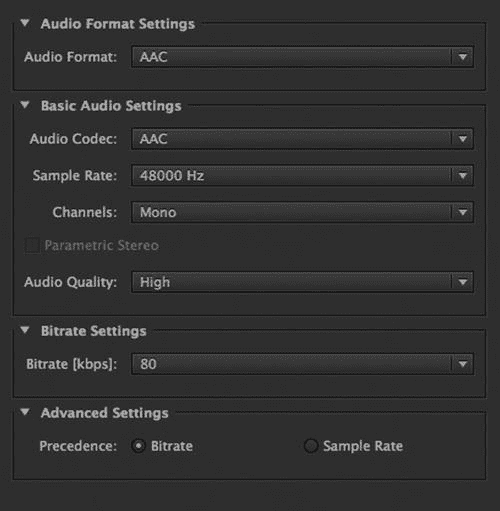 Audio Format Settings
Audio Format: AAC
Basic Audio Settings
Audio Codec: AAC
Sample Rate: 48000 Hz
Channels: Mono
Parametric Stereo
Audio Quality: High
Bitrate Settings
Bitrate [kbps]: 80
Advanced Settings
Precedence: Bitrate Sample Rate